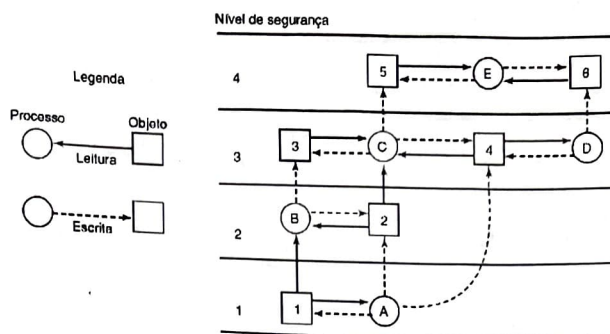 Nível de segurança
Legenda
Processo
Objeto
Leitura
Escrita
4
5
E
6
3
3
C
4
D
2
B
2
1
1
A